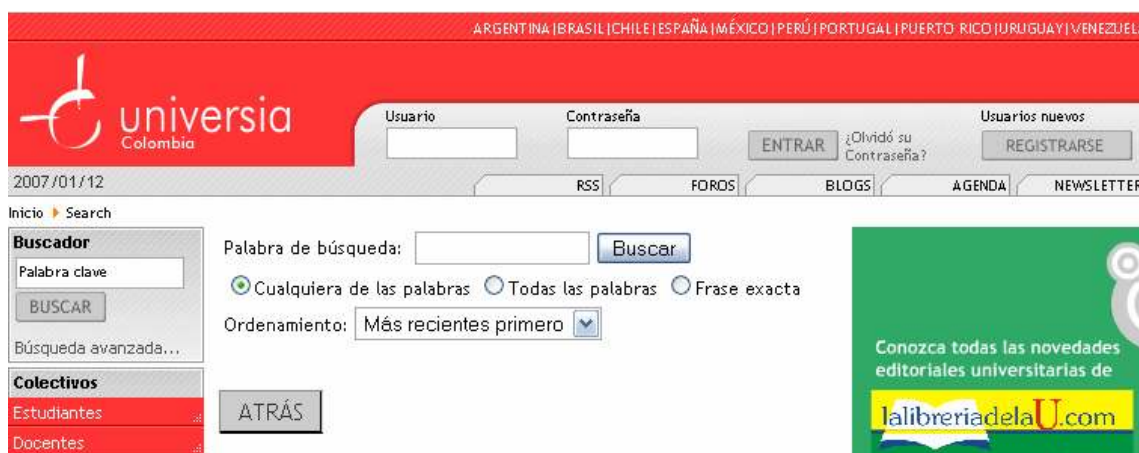 ARGENTINA | BRASIL | CHILE | ESPAÑA | MÉXICO | PERÚ | PORTUGAL | PUERTO RICO | URUGUAY | VENEZUEL
universia
Colombia
Usuario
Contraseña
Usuarios nuevos
ENTRAR
¿Olvidó su
Contraseña?
REGISTRARSE
2007/01/12
RSS
FOROS
BLOGS
AGENDA
NEWSLETTER
Inicio Search
Buscador
Palabra clave
BUSCAR
Búsqueda avanzada...
Colectivos
Estudiantes
Docentes
Palabra de búsqueda:
Buscar
Cualquiera de las palabras Todas las palabras Frase exacta
Ordenamiento: Más recientes primero
ATRÁS
Conozca todas las novedades
editoriales universitarias de
lalibreriadelaU.com